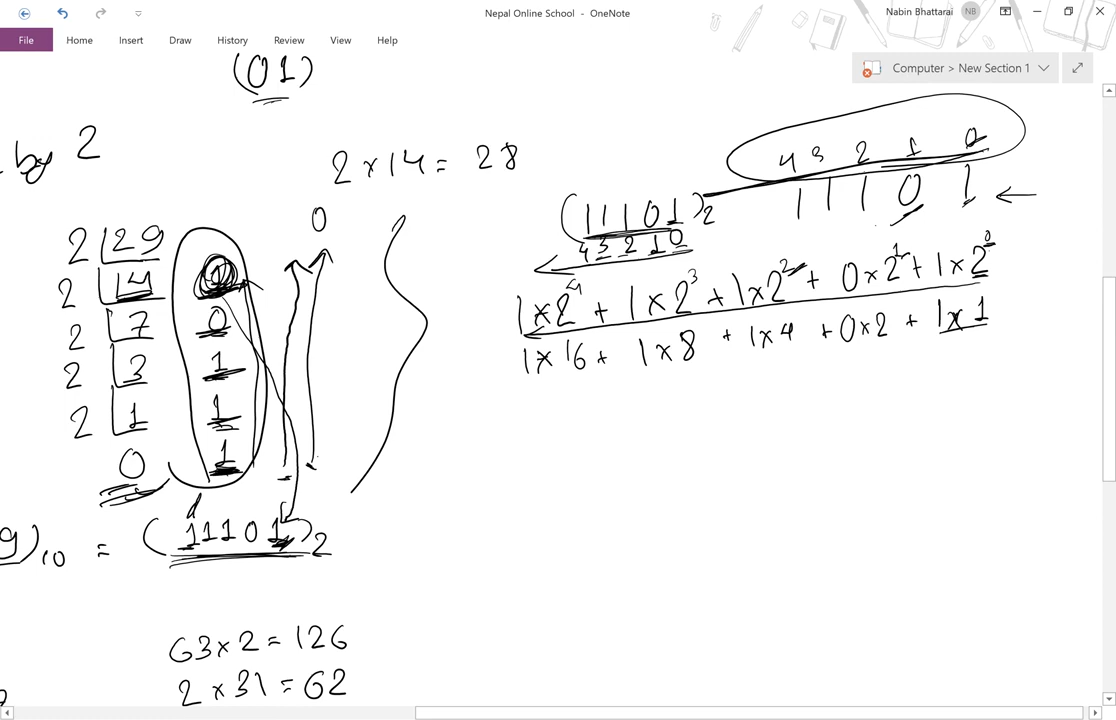 Nepal Online School - OneNote
Nabin Bhattarai NB
File Home Insert Draw History Review View Help
Computer > New Section 1
(01)
by 2
2 x 14 = 28
4 3 2 1 0
1 1 1 0 1
(11101)2
4 3 2 1 0
1x2^4 + 1x2^3 + 1x2^2 + 0x2^1 + 1x2^0
1x16 + 1x8 + 1x4 + 0x2 + 1x1
0
2 29
2 14 1
2 7 0
2 3 1
2 1 1
0 1
9)10 = (11101)2
63x2=126
2x31=62